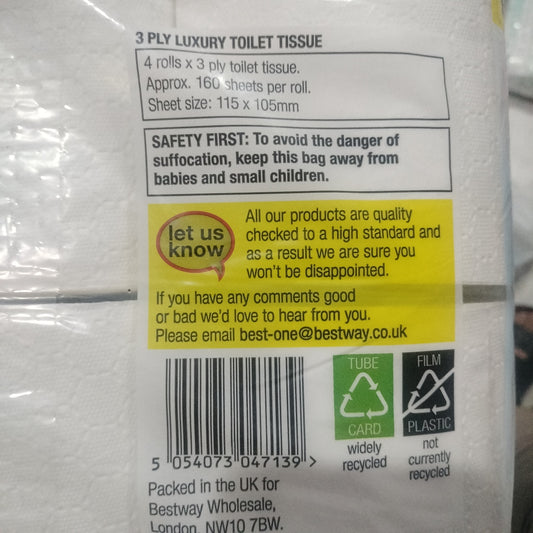 3 PLY LUXURY TOILET TISSUE
4 rolls x 3 ply toilet tissue.
Approx. 160 sheets per roll.
Sheet size: 115 x 105mm
SAFETY FIRST: To avoid the danger of
suffocation, keep this bag away from
babies and small children.
let us
know
All our products are quality
checked to a high standard and
as a result we are sure you
won't be disappointed.
If you have any comments good
or bad we'd love to hear from you.
Please email best-one@bestway.co.uk
TUBE
CARD
widely
recycled
FILM
PLASTIC
not
currently
recycled
5 054073 047139 >
Packed in the UK for
Bestway Wholesale,
London, NW10 7BW.